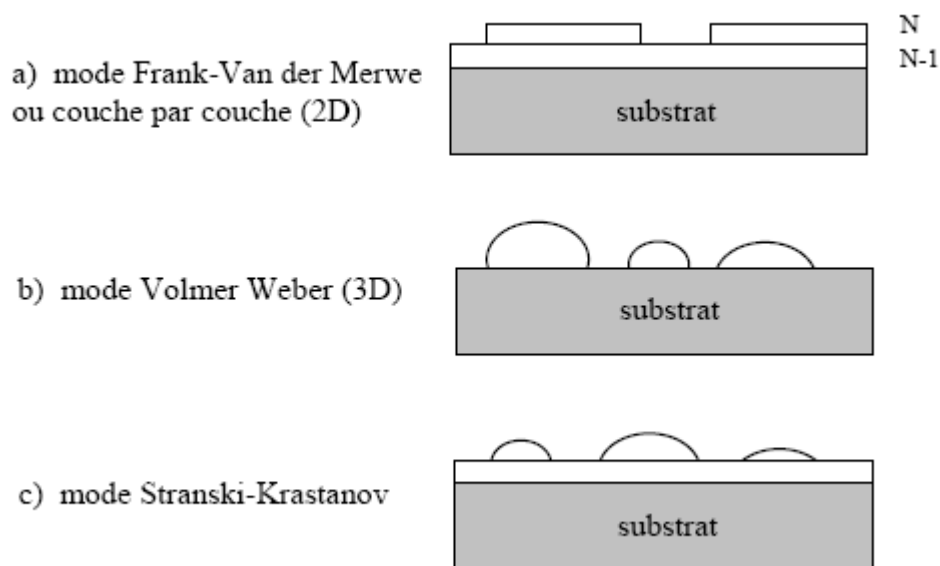 N
N-1
a) mode Frank-Van der Merwe
ou couche par couche (2D)
substrat
b) mode Volmer Weber (3D)
substrat
c) mode Stranski-Krastanov
substrat